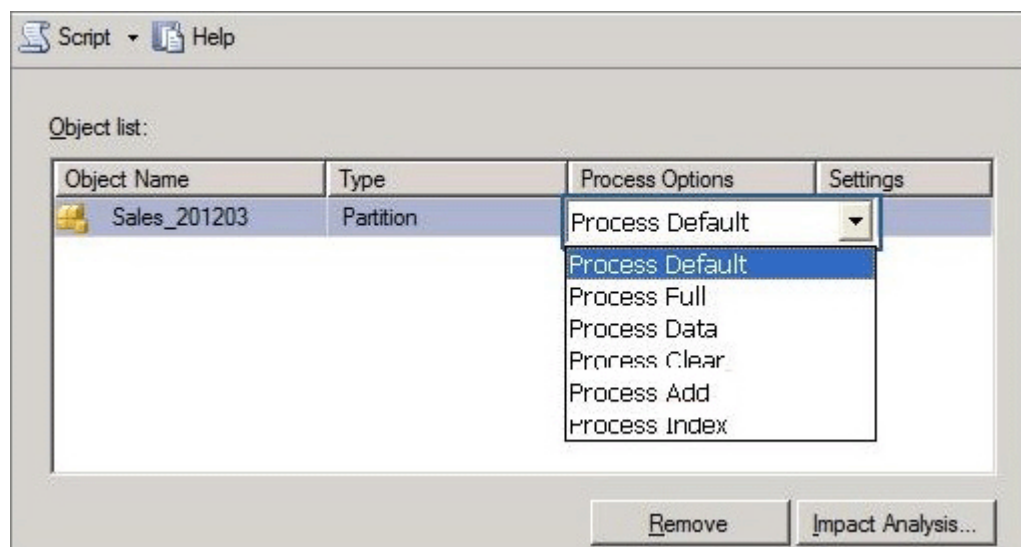 Script Help
Object list:
Object Name Type Process Options Settings
Sales_201203 Partition Process Default
Process Default
Process Full
Process Data
Process Clear
Process Add
Process Index
Remove Impact Analysis...